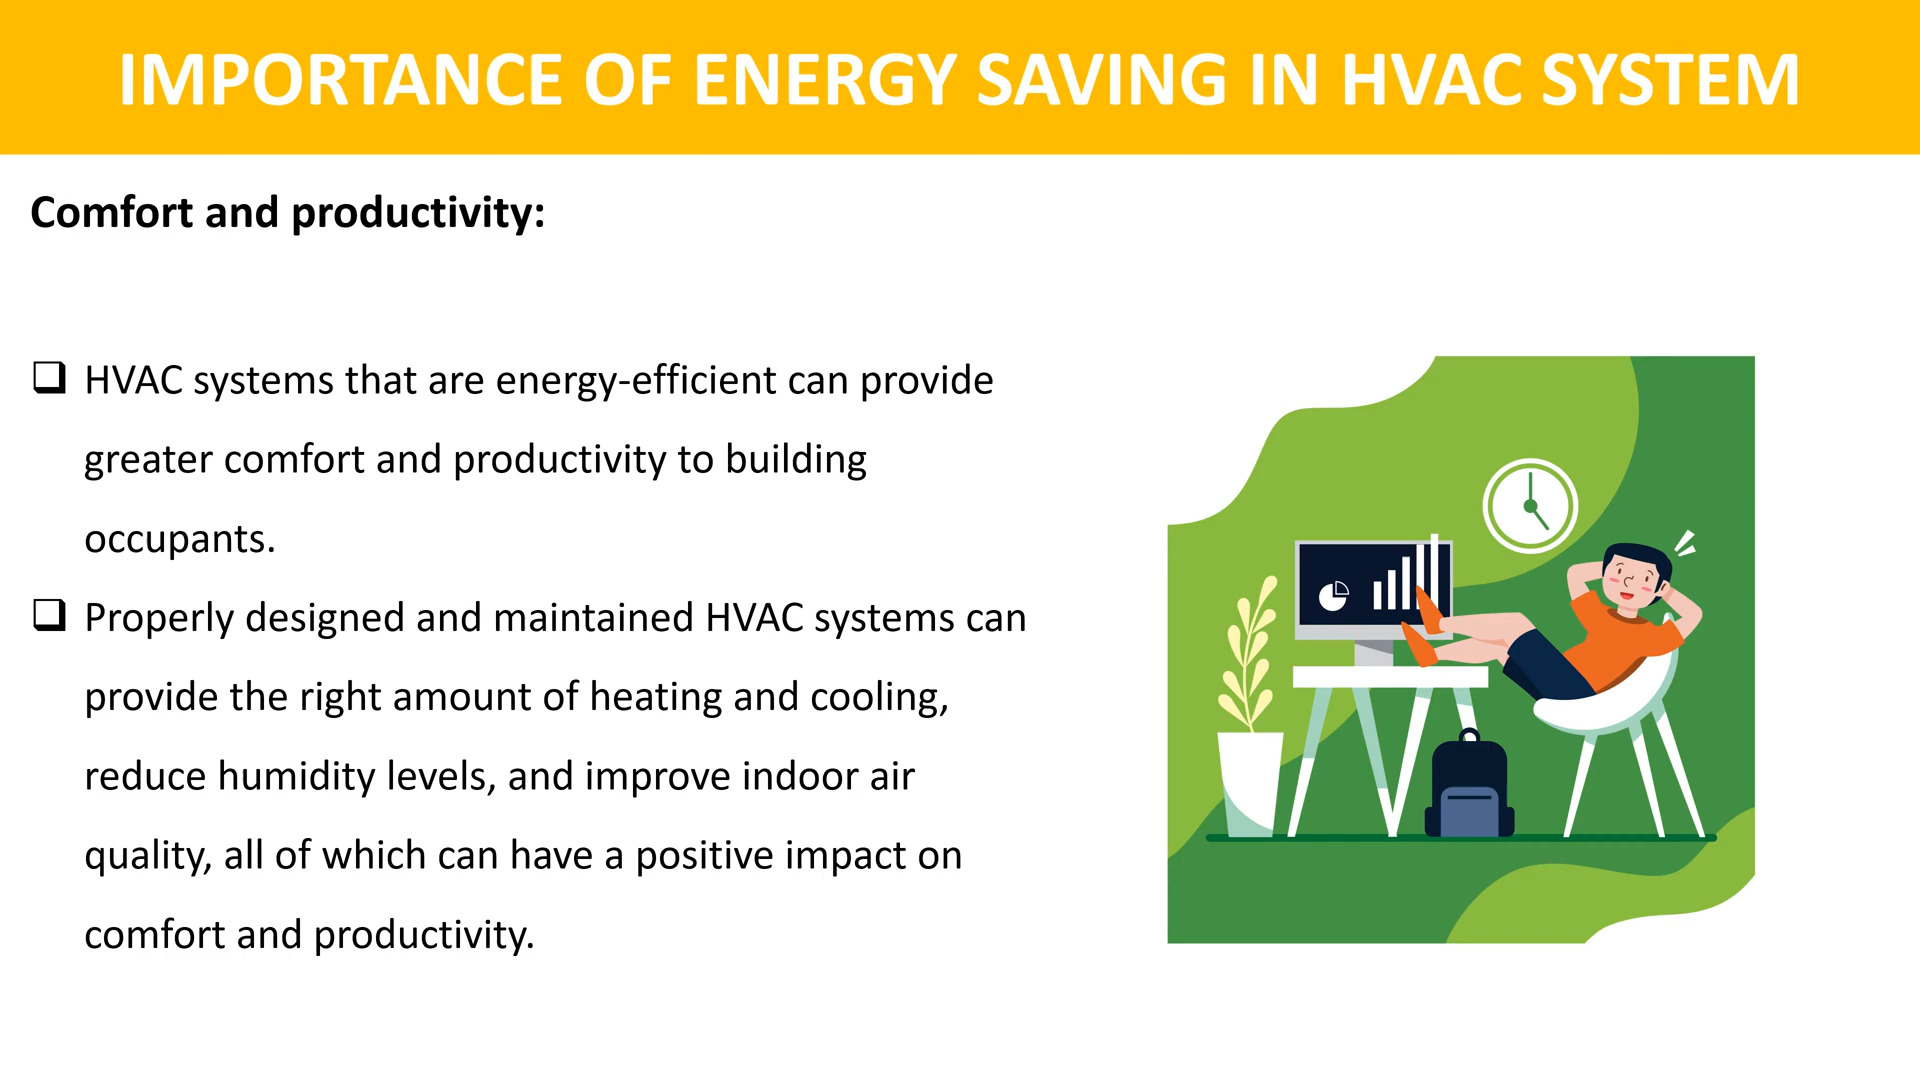 IMPORTANCE OF ENERGY SAVING IN HVAC SYSTEM
Comfort and productivity:
HVAC systems that are energy-efficient can provide
greater comfort and productivity to building
occupants.
Properly designed and maintained HVAC systems can
provide the right amount of heating and cooling,
reduce humidity levels, and improve indoor air
quality, all of which can have a positive impact on
comfort and productivity.